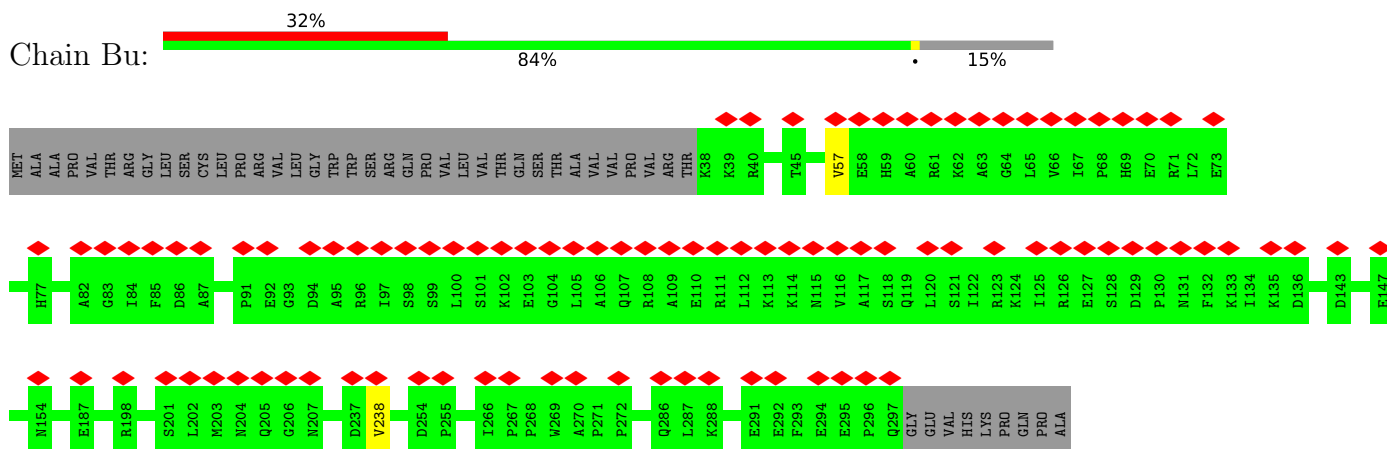 32%
Chain Bu:
84% • 15%
MET ALA ALA PRO VAL THR ARG GLY LEU SER CYS LEU PRO ARG VAL LEU GLY TRP TRP SER ARG GLN PRO VAL LEU VAL THR GLN SER THR ALA VAL VAL PRO VAL ARG THR K38 K39 R40 T45 V57 E58 H59 A60 R61 K62 A63 G64 L65 V66 I67 P68 H69 E70 R71 L72 E73
H77 A82 G83 I84 F85 D86 A87 P91 E92 G93 D94 A95 R96 I97 S98 S99 L100 S101 K102 E103 G104 L105 A106 Q107 R108 A109 E110 R111 L112 K113 K114 N115 V116 A117 S118 Q119 L120 S121 I122 R123 K124 I125 R126 E127 S128 D129 P130 N131 F132 K133 I134 K135 D136 D143 E147
N154 E187 R198 S201 L202 M203 N204 Q205 G206 N207 D237 V238 D254 P255 I266 P267 P268 W269 A270 P271 P272 Q286 L287 K288 E291 E292 F293 E294 E295 P296 Q297 GLY GLU VAL HIS LYS PRO GLN PRO ALA